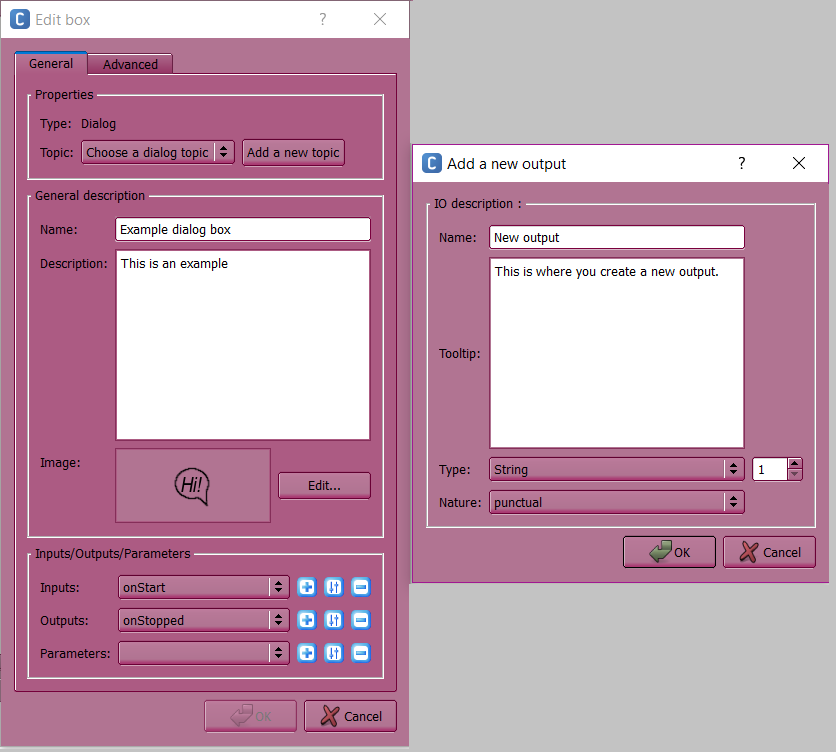 C Edit box ?
General Advanced
Properties
Type: Dialog
Topic: Choose a dialog topic Add a new topic
General description
Name: Example dialog box
Description: This is an example
Image: Hi! Edit...
Inputs/Outputs/Parameters
Inputs: onStart
Outputs: onStopped
Parameters:
OK Cancel
C Add a new output ?
IO description :
Name: New output
This is where you create a new output.
Tooltip:
Type: String 1
Nature: punctual
OK Cancel